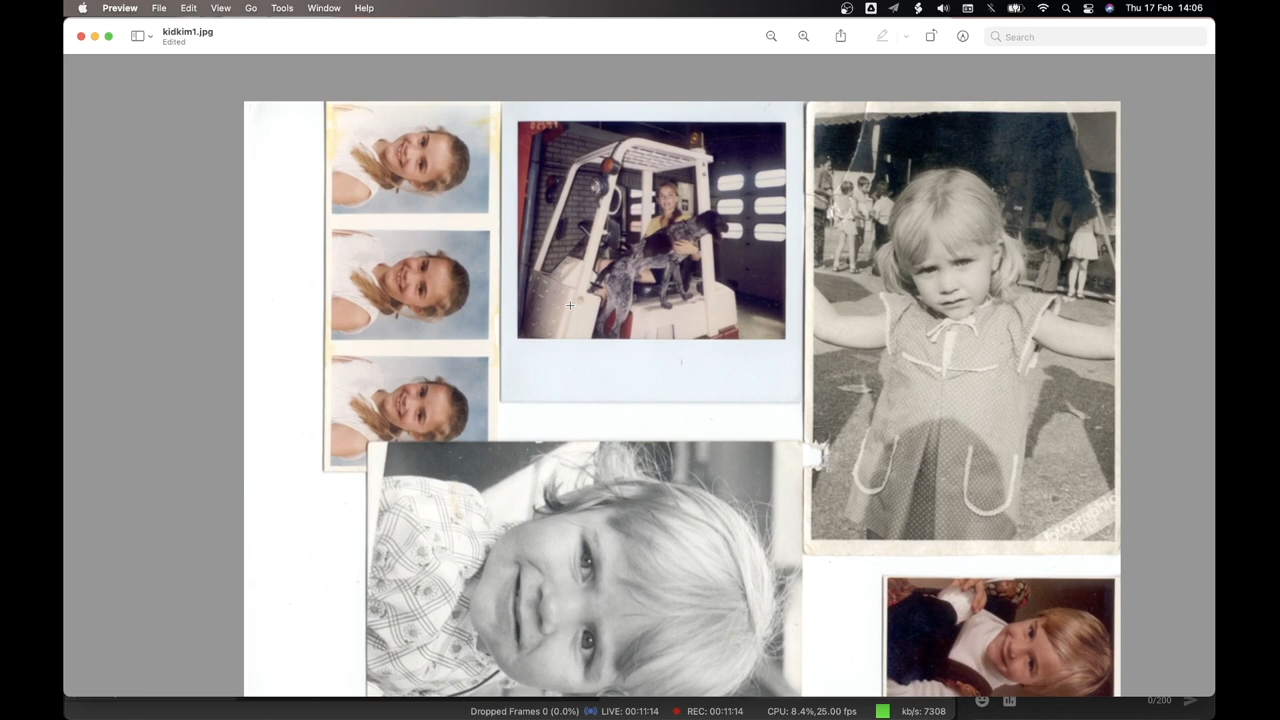 Preview File Edit View Go Tools Window Help Thu 17 Feb 14:06
kidkim1.jpg
Edited
Search
0/200
Dropped Frames 0 (0.0%) LIVE: 00:11:14 REC: 00:11:14 CPU: 8.4%,25.00 fps kb/s: 7308